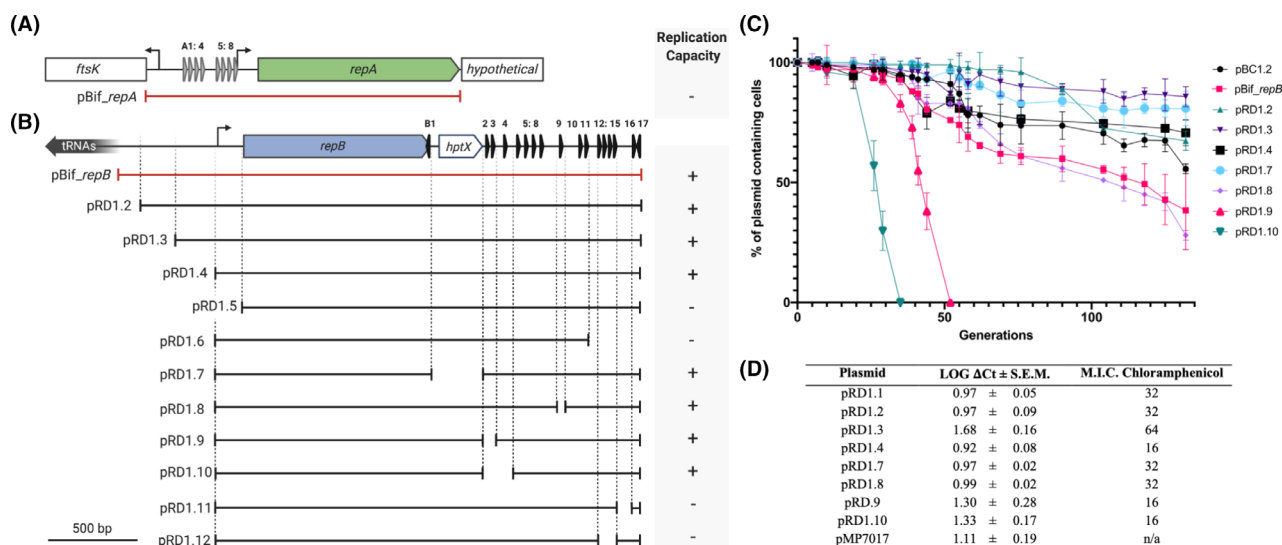 (A)
A1: 4 5: 8
ftsK repA hypothetical
pBif_repA
Replication Capacity
-
(B)
B1 2 3 4 5: 8 9 10 11 12: 15 16 17
tRNAs repB hptX
pBif_repB +
pRD1.2 +
pRD1.3 +
pRD1.4 +
pRD1.5 -
pRD1.6 -
pRD1.7 +
pRD1.8 +
pRD1.9 +
pRD1.10 +
pRD1.11 -
pRD1.12 -
500 bp
(C)
% of plasmid containing cells
100
50
0
0 50 100
Generations
pBC1.2
pBif_repB
pRD1.2
pRD1.3
pRD1.4
pRD1.7
pRD1.8
pRD1.9
pRD1.10
(D)
Plasmid LOG ΔCt ± S.E.M. M.I.C. Chloramphenicol
pRD1.1 0.97 ± 0.05 32
pRD1.2 0.97 ± 0.09 32
pRD1.3 1.68 ± 0.16 64
pRD1.4 0.92 ± 0.08 16
pRD1.7 0.97 ± 0.02 32
pRD1.8 0.99 ± 0.02 32
pRD.9 1.30 ± 0.28 16
pRD1.10 1.33 ± 0.17 16
pMP7017 1.11 ± 0.19 n/a